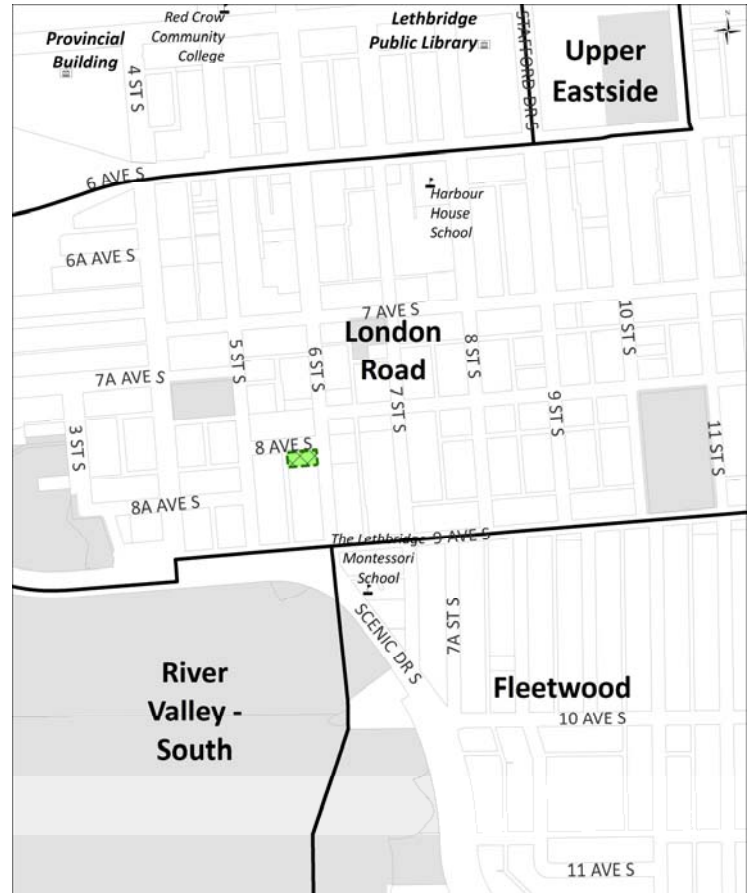 Red Crow
Community
College
Lethbridge
Public Library
Provincial
Building
Upper
Eastside
STAFFORD DR S
N
4 ST S
6 AVE S
Harbour
House
School
6A AVE S
7 AVE S
London
Road
10 ST S
5 ST S
6 ST S
8 ST S
7A AVE S
7 ST S
9 ST S
3 ST S
11 ST S
8 AVE S
8A AVE S
The Lethbridge
Montessori
School
9 AVE S
SCENIC DR S
7A ST S
River
Valley -
South
Fleetwood
10 AVE S
11 AVE S